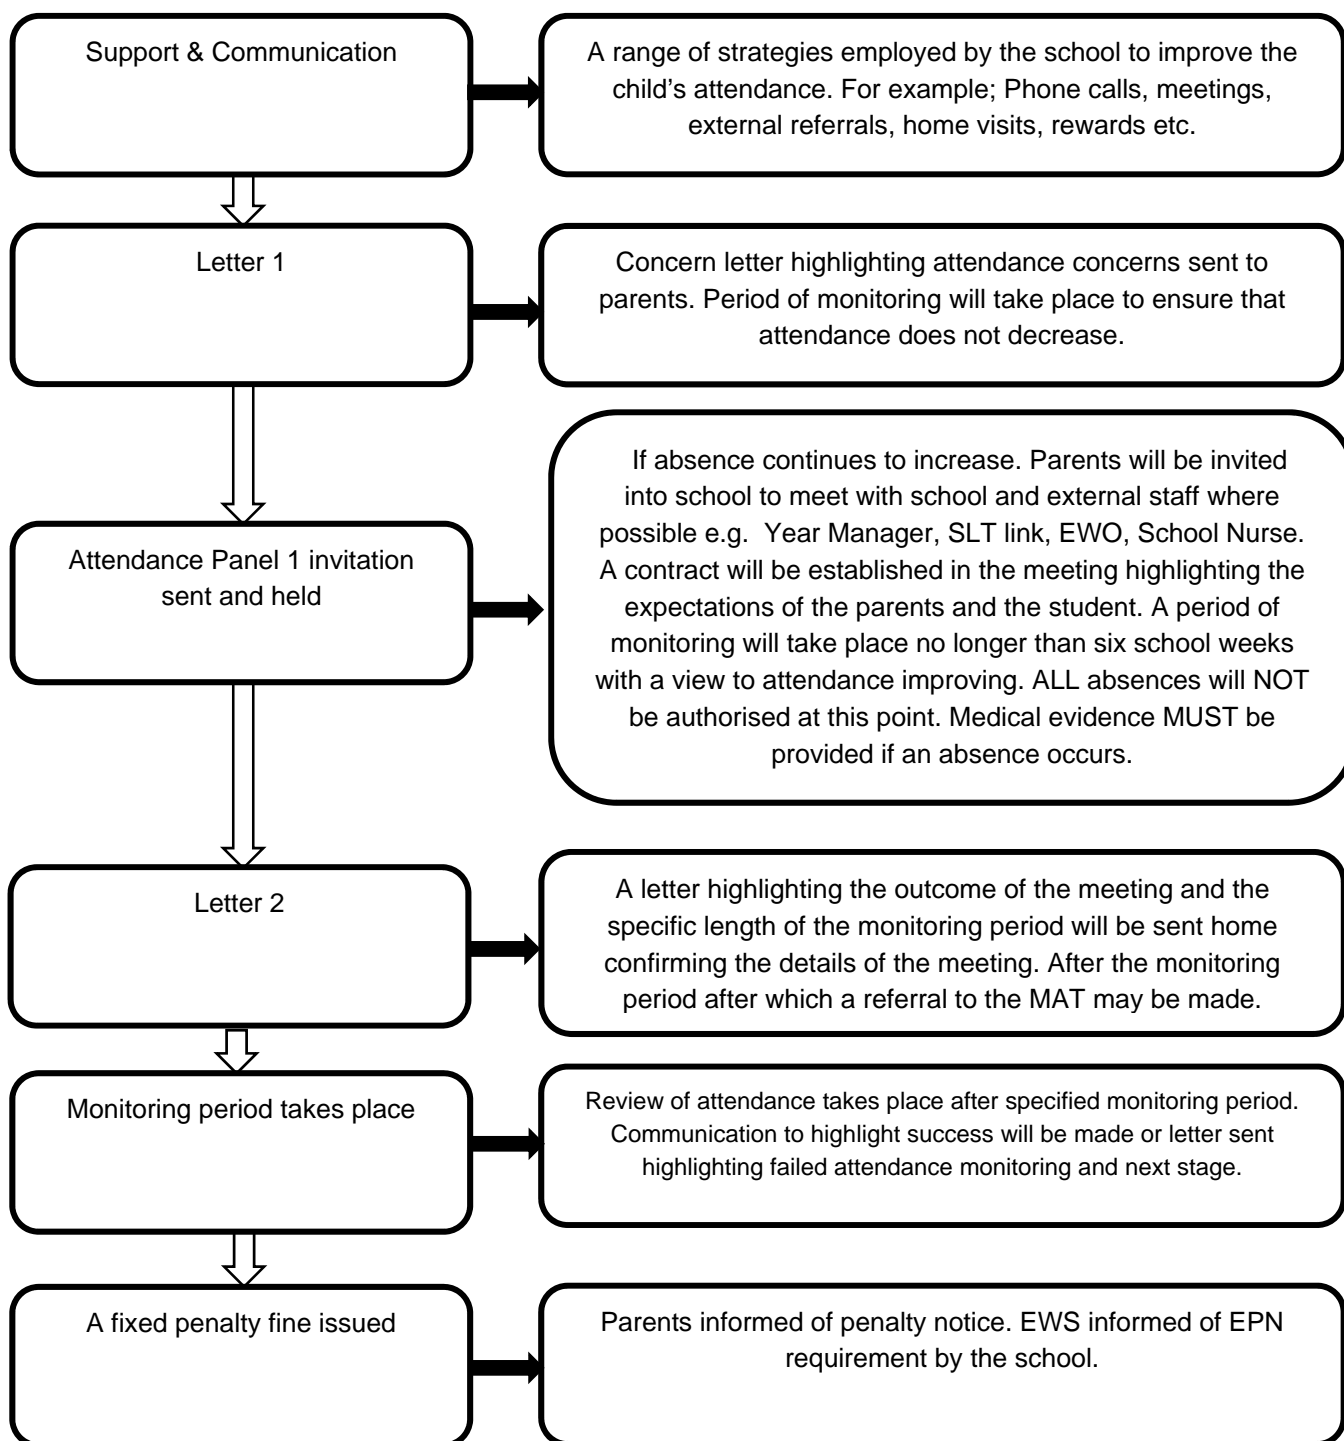 Support & Communication
A range of strategies employed by the school to improve the
child’s attendance. For example; Phone calls, meetings,
external referrals, home visits, rewards etc.
Letter 1
Concern letter highlighting attendance concerns sent to
parents. Period of monitoring will take place to ensure that
attendance does not decrease.
Attendance Panel 1 invitation
sent and held
If absence continues to increase. Parents will be invited
into school to meet with school and external staff where
possible e.g.  Year Manager, SLT link, EWO, School Nurse.
A contract will be established in the meeting highlighting the
expectations of the parents and the student. A period of
monitoring will take place no longer than six school weeks
with a view to attendance improving. ALL absences will NOT
be authorised at this point. Medical evidence MUST be
provided if an absence occurs.
Letter 2
A letter highlighting the outcome of the meeting and the
specific length of the monitoring period will be sent home
confirming the details of the meeting. After the monitoring
period after which a referral to the MAT may be made.
Monitoring period takes place
Review of attendance takes place after specified monitoring period.
Communication to highlight success will be made or letter sent
highlighting failed attendance monitoring and next stage.
A fixed penalty fine issued
Parents informed of penalty notice. EWS informed of EPN
requirement by the school.